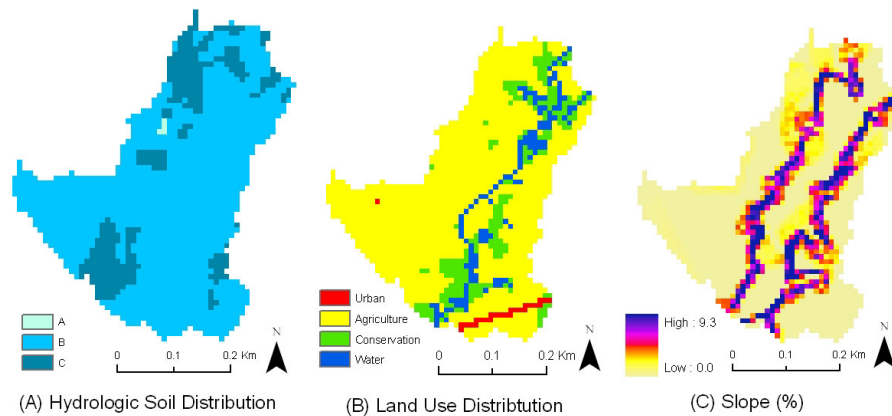 A
B
C
0 0.1 0.2 Km
N
(A) Hydrologic Soil Distribution
Urban
Agriculture
Conservation
Water
0 0.1 0.2 Km
N
(B) Land Use Distribtution
High : 9.3
Low : 0.0
0 0.1 0.2 Km
N
(C) Slope (%)